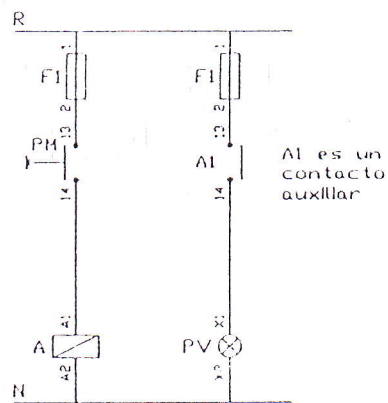 R
1 1
F1 F1
2 2
13 13
PM A1 A1 es un
contacto
auxiliar
14 14
A1 X1
A PV
A2 X2
N